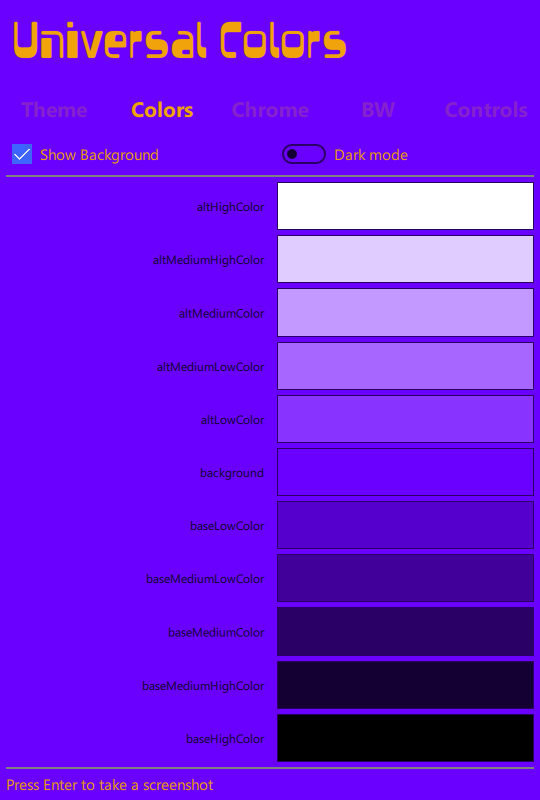 Universal Colors
Theme Colors Chrome BW Controls
Show Background Dark mode
altHighColor
altMediumHighColor
altMediumColor
altMediumLowColor
altLowColor
background
baseLowColor
baseMediumLowColor
baseMediumColor
baseMediumHighColor
baseHighColor
Press Enter to take a screenshot